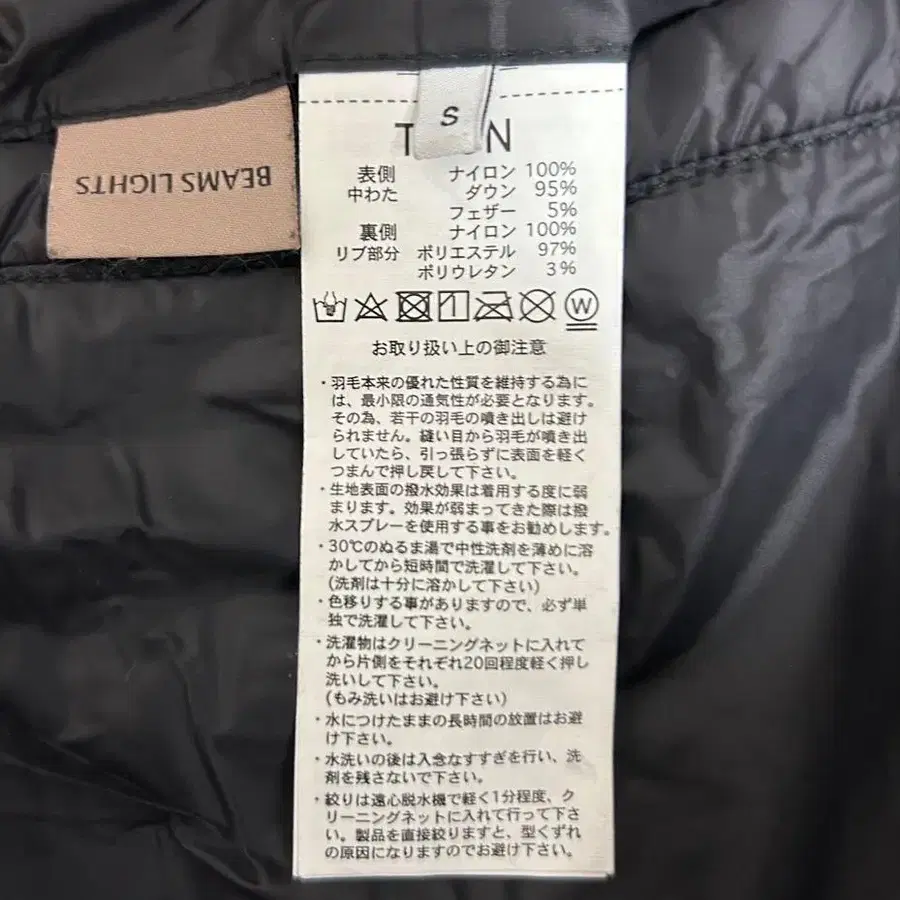 S
BEAMS LIGHTS
表側 ナイロン 100%
中わた ダウン 95%
フェザー 5%
裏側 ナイロン 100%
リブ部分 ポリエステル 97%
ポリウレタン 3%
W
お取り扱い上の御注意
・羽毛本来の優れた性質を維持する為に
は、最小限の通気性が必要となります。
その為、若干の羽毛の噴き出しは避け
られません。縫い目から羽毛が噴き出
していたら、引っ張らずに表面を軽く
つまんで押し戻して下さい。
・生地表面の撥水効果は着用する度に弱
まります。効果が弱まってきた際は撥
水スプレーを使用する事をお勧めします。
・30℃のぬるま湯で中性洗剤を薄めに溶
かしてから短時間で洗濯して下さい。
(洗剤は十分に溶かして下さい)
・色移りする事がありますので、必ず単
独で洗濯して下さい。
・洗濯物はクリーニングネットに入れて
から片側をそれぞれ20回程度軽く押し
洗いして下さい。
(もみ洗いはお避け下さい)
・水につけたままの長時間の放置はお避
け下さい。
・水洗いの後は入念なすすぎを行い、洗
剤を残さないで下さい。
・絞りは遠心脱水機で軽く1分程度、ク
リーニングネットに入れて行って下さ
い。製品を直接絞りますと、型くずれ
の原因になりますのでお避け下さい。